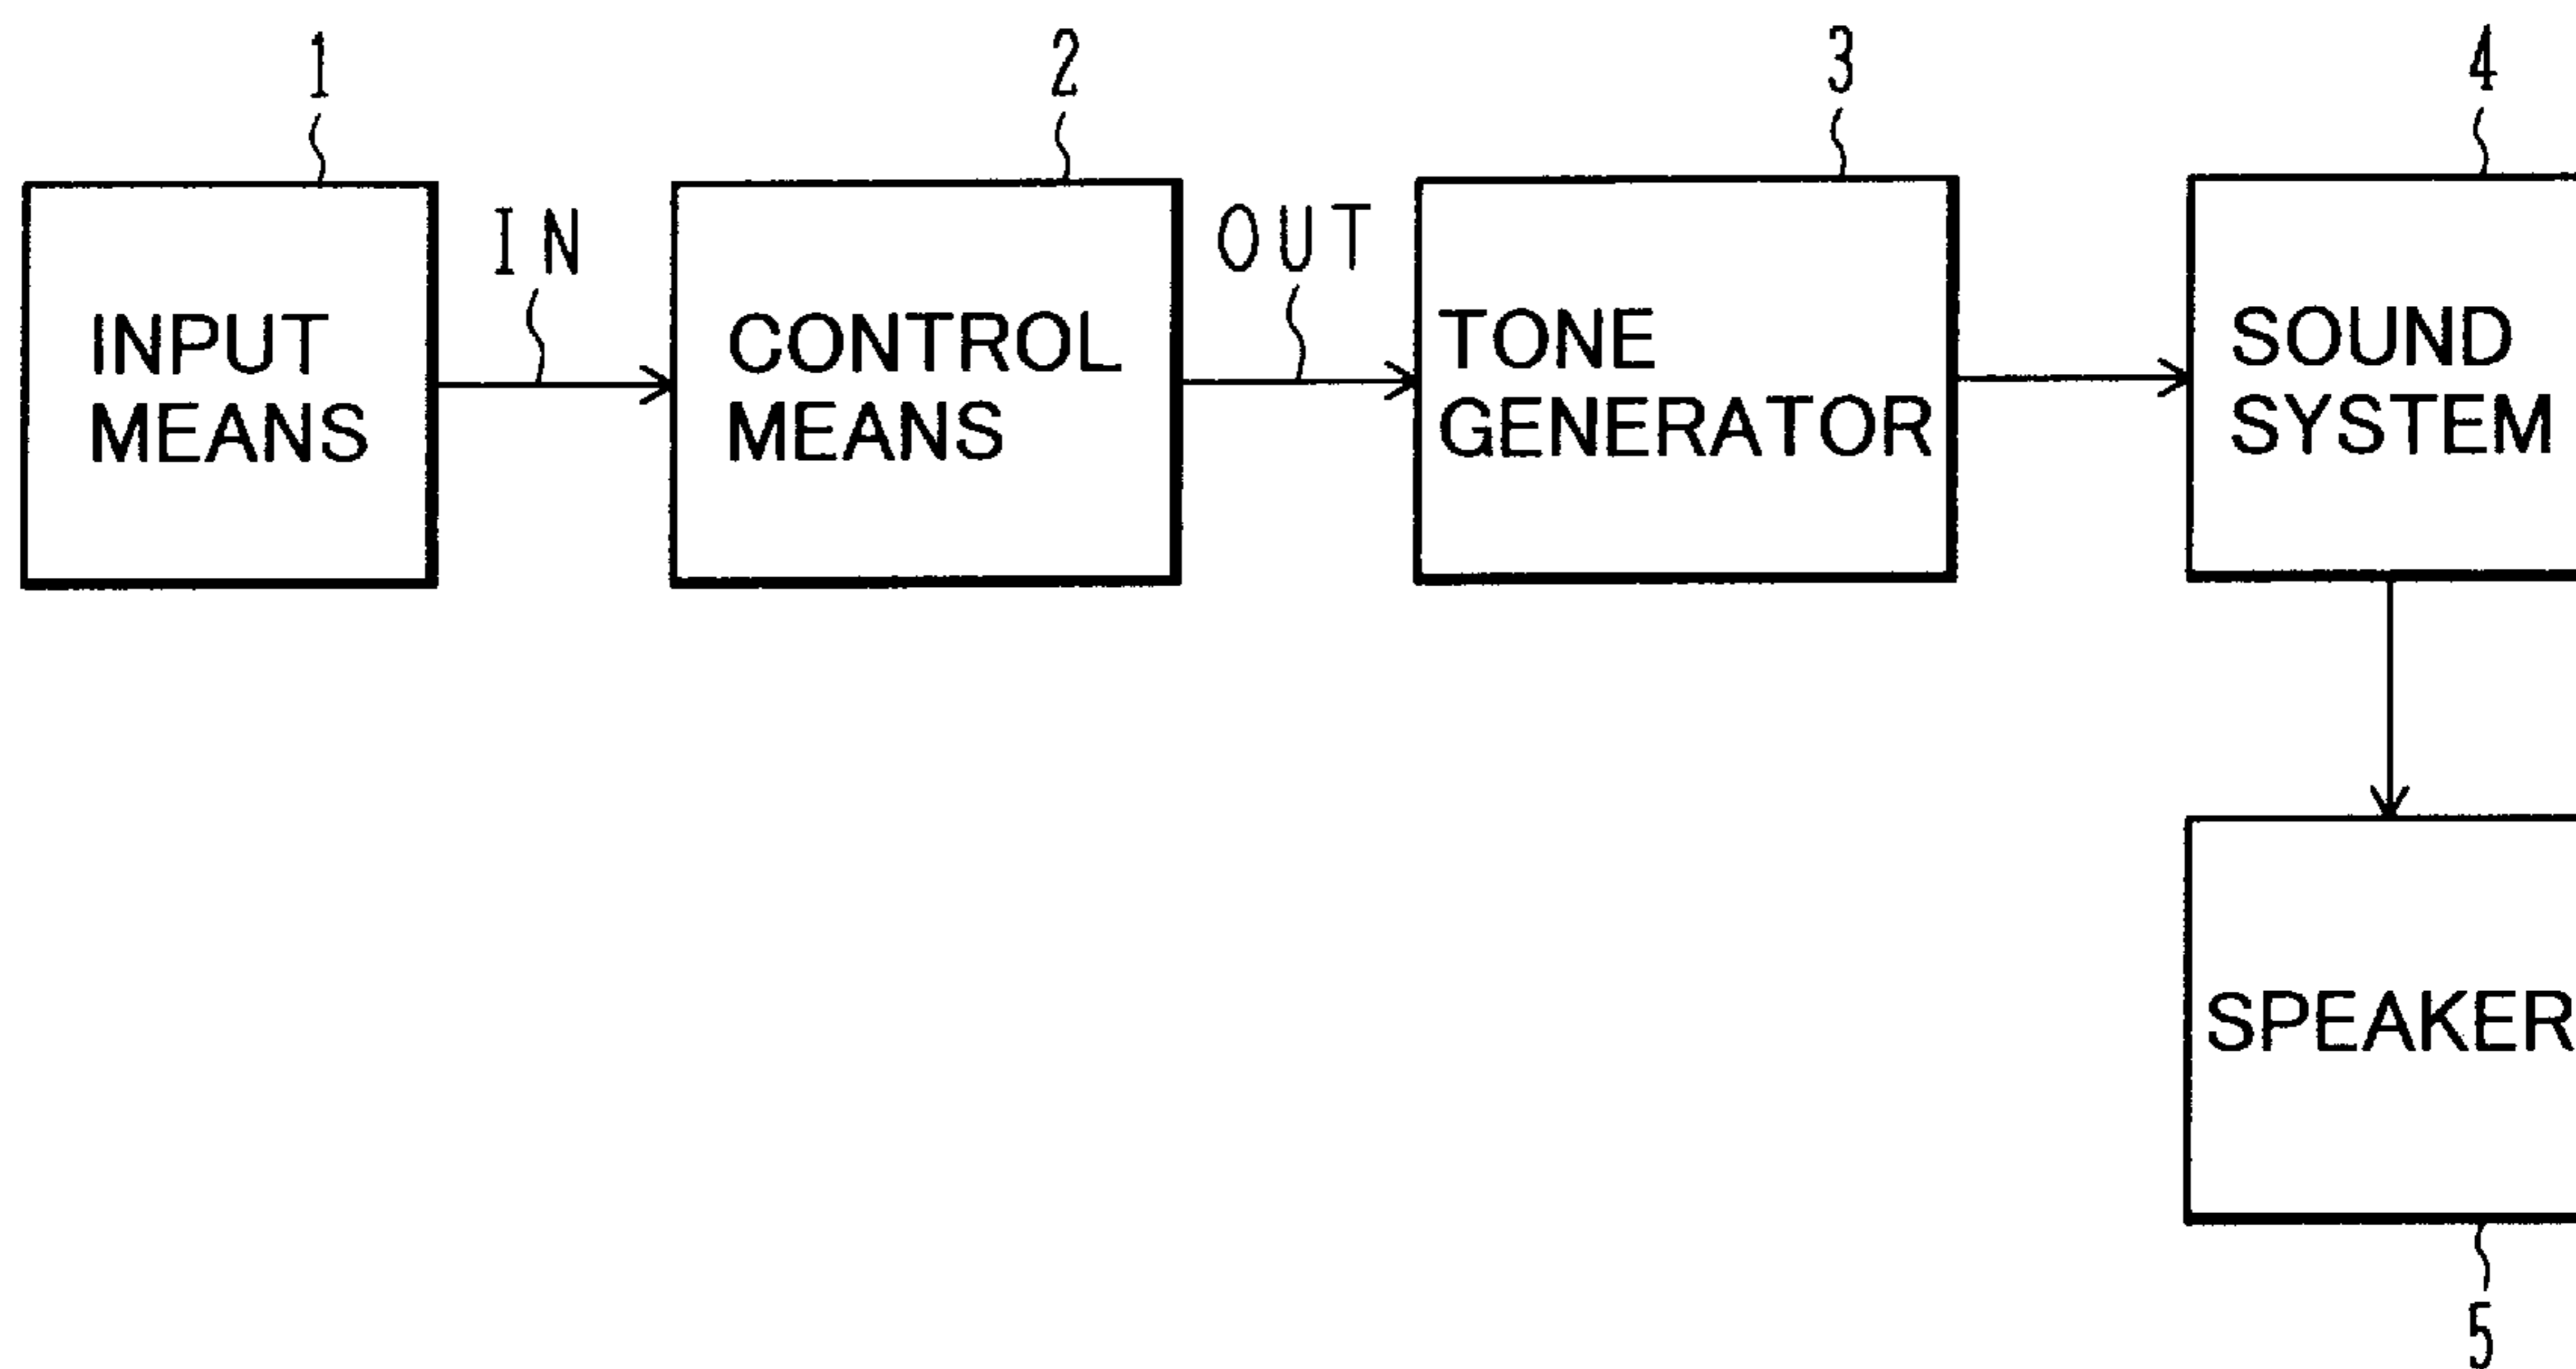 1
2
3
4
IN
OUT
INPUT
MEANS
CONTROL
MEANS
TONE
GENERATOR
SOUND
SYSTEM
SPEAKER
5